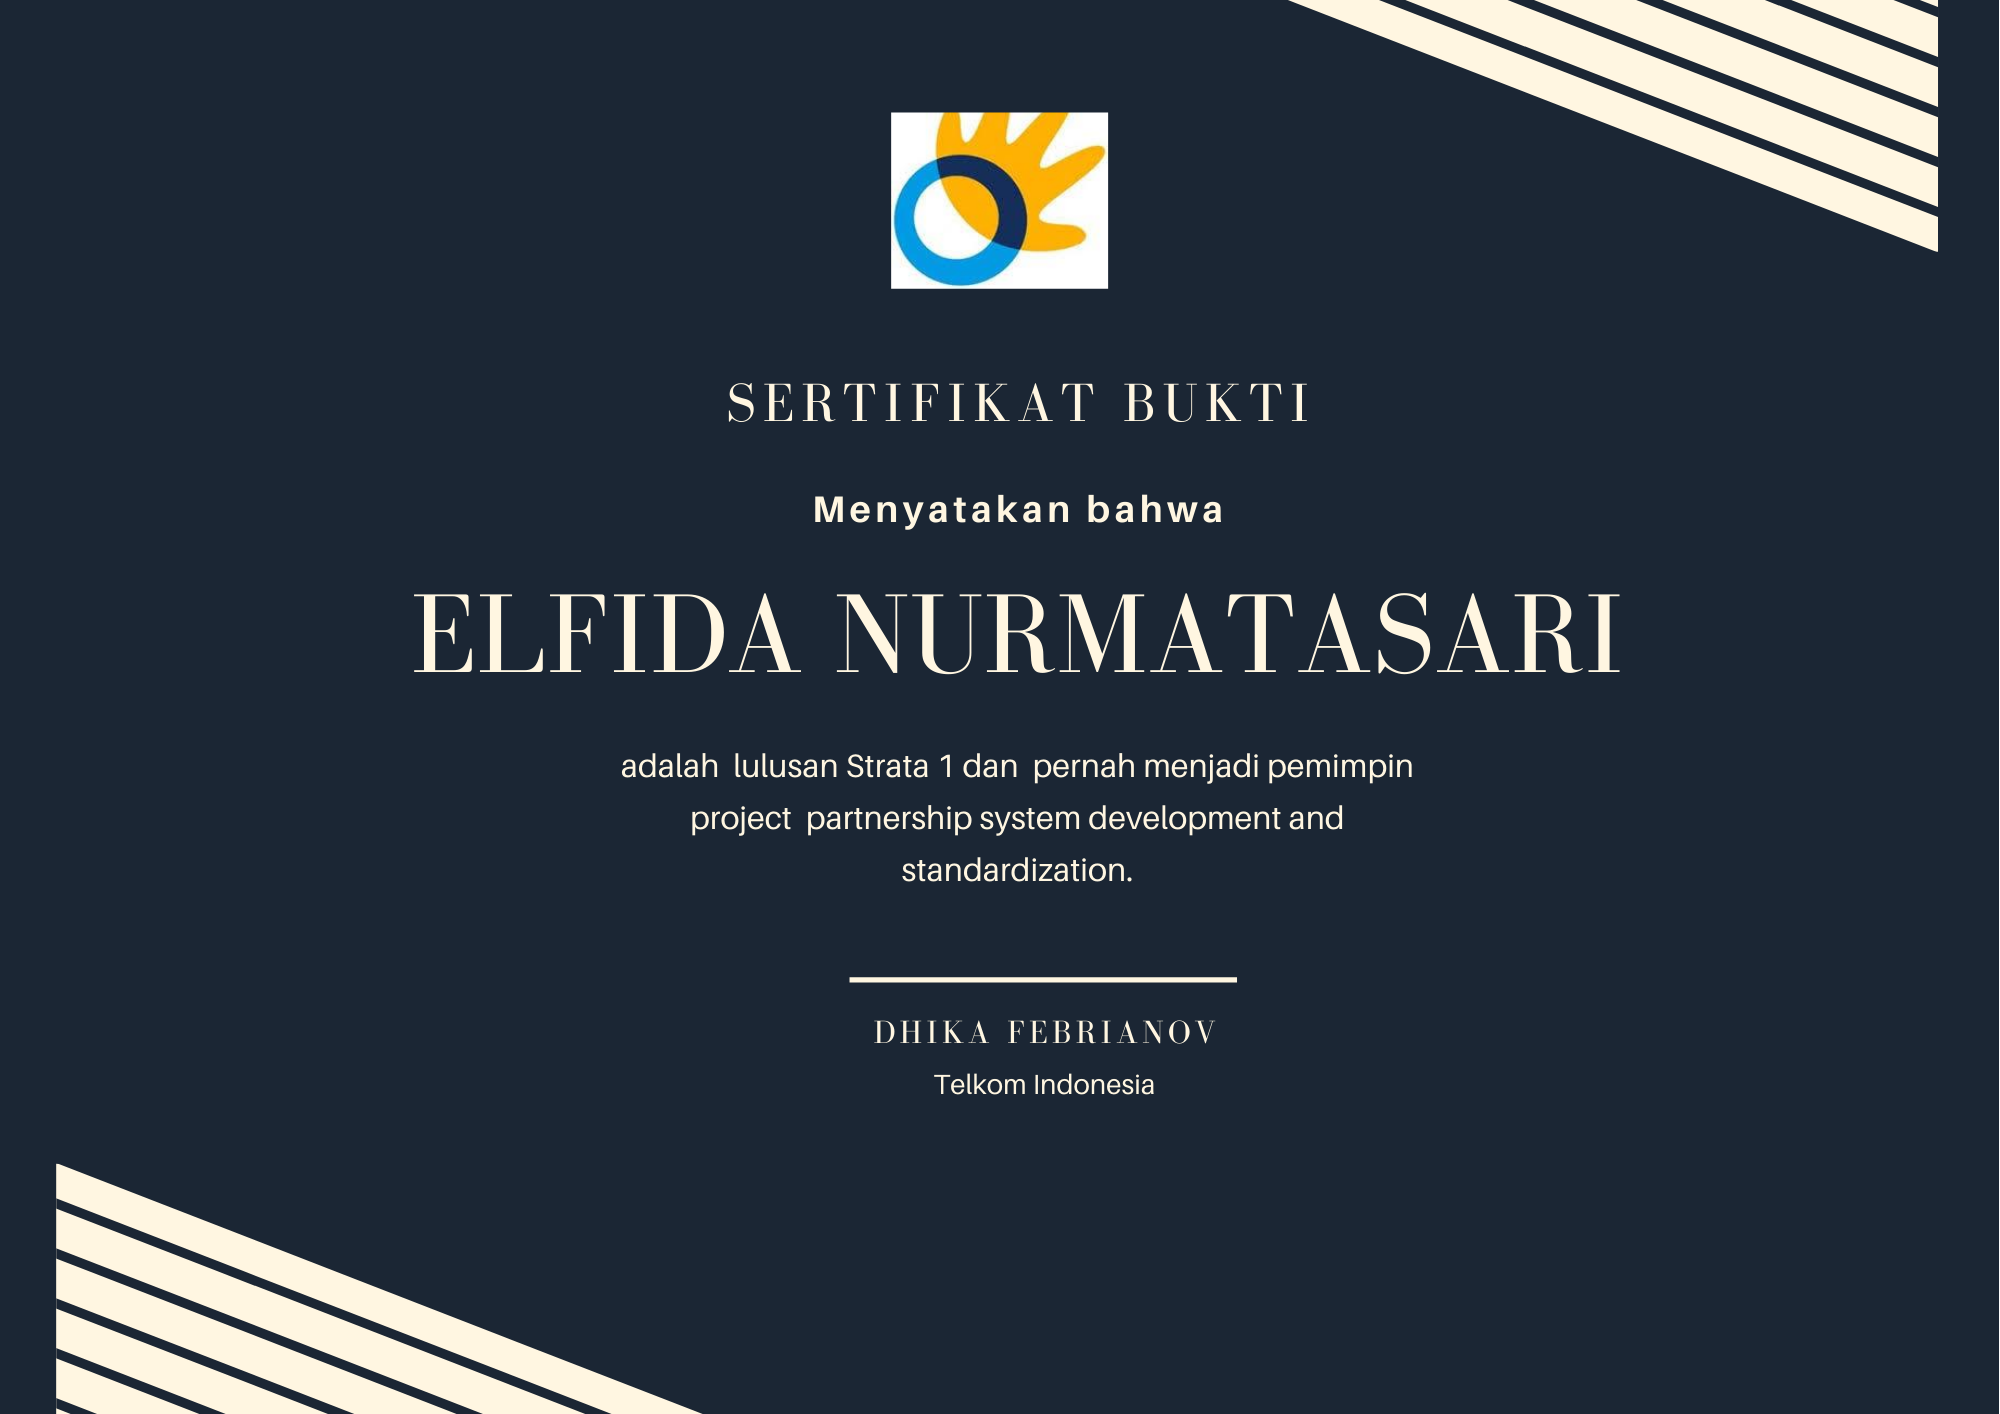 SERTIFIKAT BUKTI
Menyatakan bahwa
ELFIDA NURMATASARI
adalah lulusan Strata 1 dan pernah menjadi pemimpin
project partnership system development and
standardization.
DHIKA FEBRIANOV
Telkom Indonesia